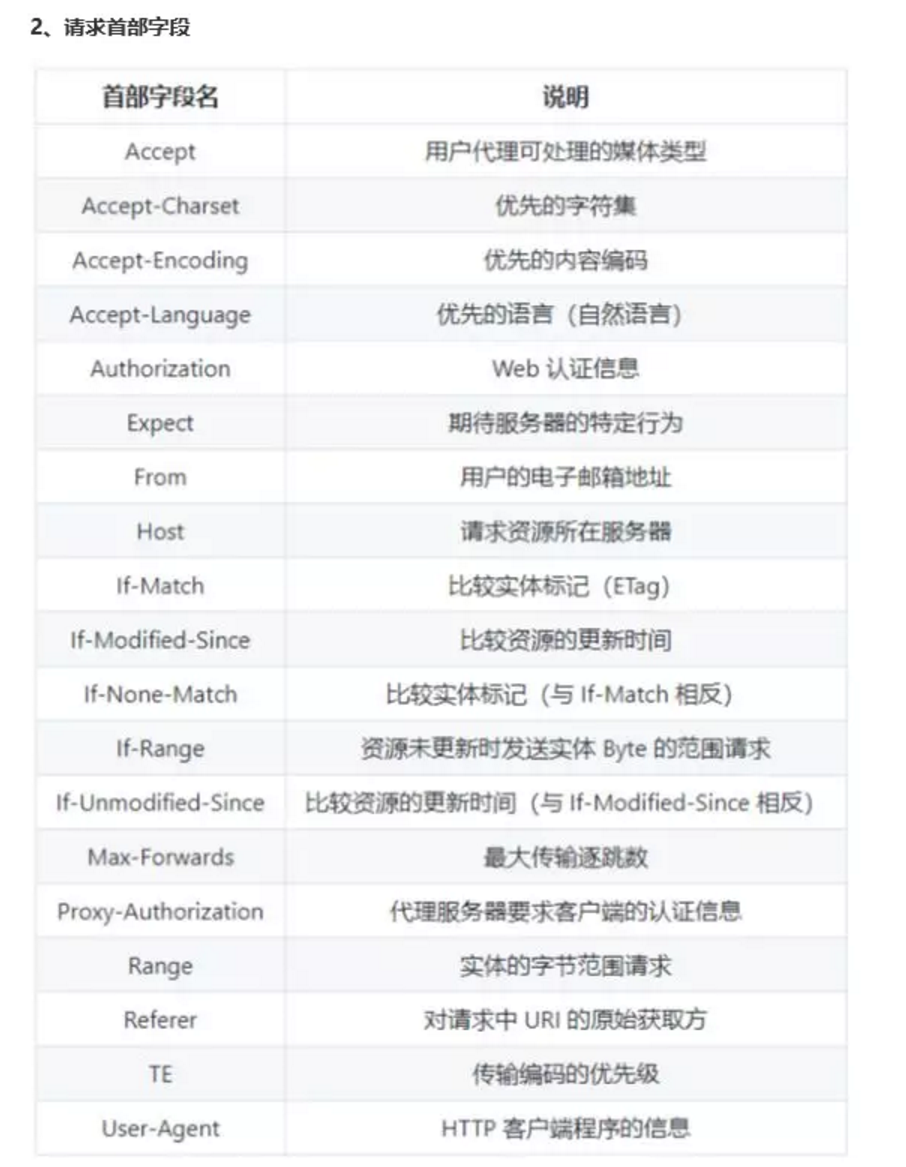 2、请求首部字段
首部字段名 说明
Accept 用户代理可处理的媒体类型
Accept-Charset 优先的字符集
Accept-Encoding 优先的内容编码
Accept-Language 优先的语言（自然语言）
Authorization Web 认证信息
Expect 期待服务器的特定行为
From 用户的电子邮箱地址
Host 请求资源所在服务器
If-Match 比较实体标记（ETag）
If-Modified-Since 比较资源的更新时间
If-None-Match 比较实体标记（与 If-Match 相反）
If-Range 资源未更新时发送实体 Byte 的范围请求
If-Unmodified-Since 比较资源的更新时间（与 If-Modified-Since 相反）
Max-Forwards 最大传输逐跳数
Proxy-Authorization 代理服务器要求客户端的认证信息
Range 实体的字节范围请求
Referer 对请求中 URI 的原始获取方
TE 传输编码的优先级
User-Agent HTTP 客户端程序的信息